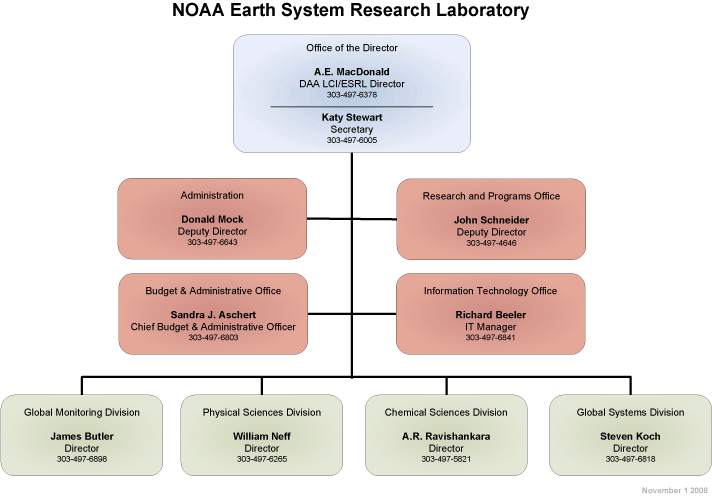 NOAA Earth System Research Laboratory
Office of the Director
A.E. MacDonald
DAA LCI/ESRL Director
303-497-6378
Katy Stewart
Secretary
303-497-6005
Administration
Donald Mock
Deputy Director
303-497-6643
Research and Programs Office
John Schneider
Deputy Director
303-497-4646
Budget & Administrative Office
Sandra J. Aschert
Chief Budget & Administrative Officer
303-497-6803
Information Technology Office
Richard Beeler
IT Manager
303-497-6841
Global Monitoring Division
James Butler
Director
303-497-6898
Physical Sciences Division
William Neff
Director
303-497-6265
Chemical Sciences Division
A.R. Ravishankara
Director
303-497-5821
Global Systems Division
Steven Koch
Director
303-497-6818
November 1 2008